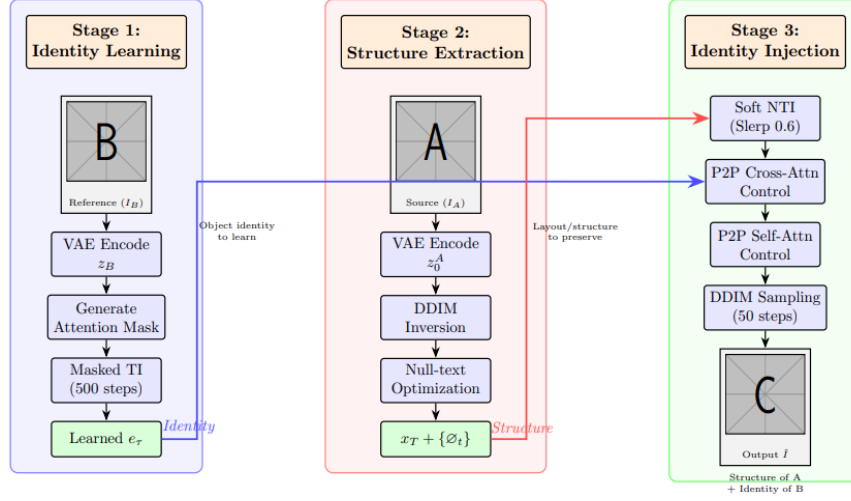 Stage 1:
Identity Learning
B
Reference (I_B)
VAE Encode
z_B
Generate
Attention Mask
Masked TI
(500 steps)
Learned e_τ
Identity
Object identity
to learn
Stage 2:
Structure Extraction
A
Source (I_A)
VAE Encode
z_0^A
DDIM
Inversion
Null-text
Optimization
x_T + {∅_t}
Structure
Layout/structure
to preserve
Stage 3:
Identity Injection
Soft NTI
(Slerp 0.6)
P2P Cross-Attn
Control
P2P Self-Attn
Control
DDIM Sampling
(50 steps)
C
Output Î
Structure of A
+ Identity of B